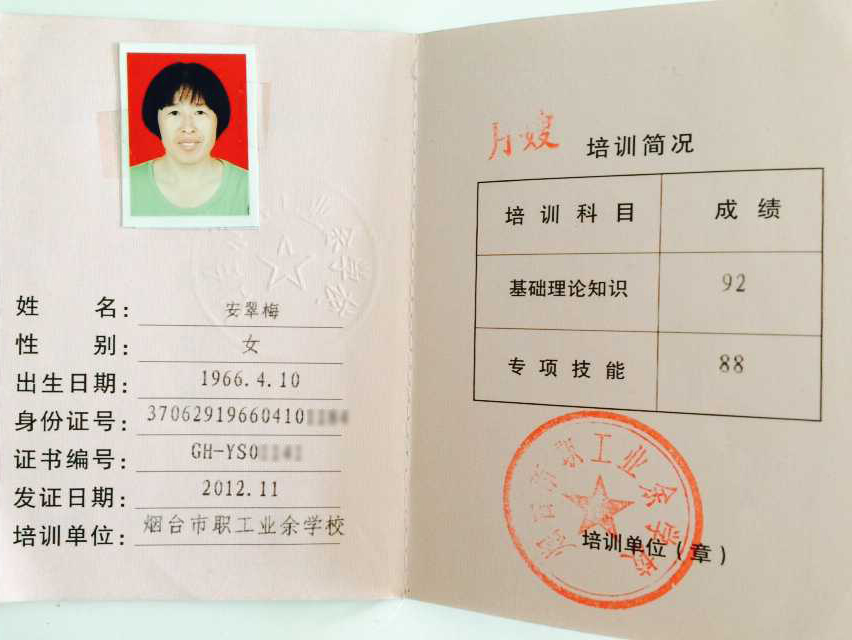 姓 名: 安翠梅
性 别: 女
出生日期: 1966.4.10
身份证号: 37062919660410
证书编号: GH-YS0
发证日期: 2012.11
培训单位: 烟台市职工业余学校
月嫂 培训简况
培训科目 成绩
基础理论知识 92
专项技能 88
烟台市职工业余学校
培训单位(章)